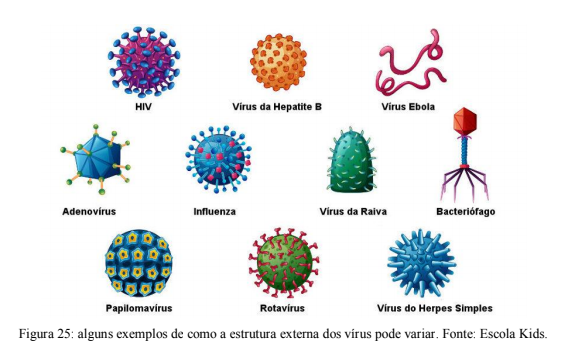 HIV
Vírus da Hepatite B
Vírus Ebola
Adenovírus
Influenza
Vírus da Raiva
Bacteriófago
Papilomavírus
Rotavírus
Vírus do Herpes Simples
Figura 25: alguns exemplos de como a estrutura externa dos vírus pode variar. Fonte: Escola Kids.